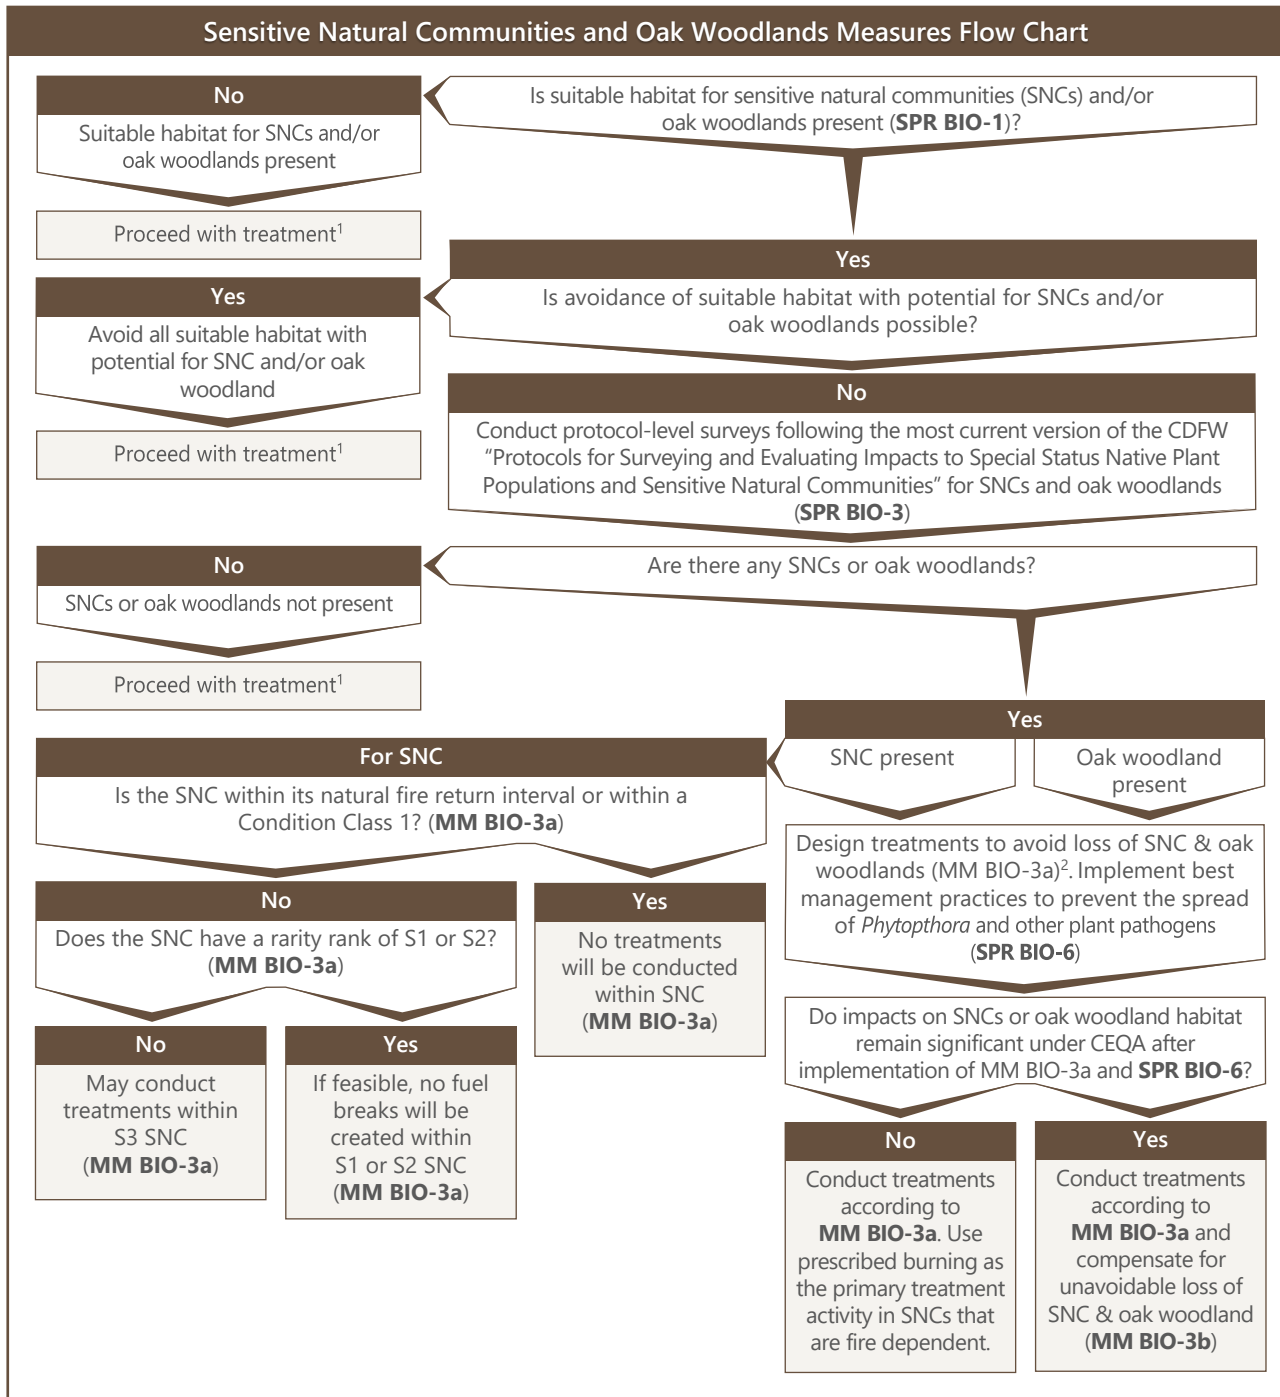 Sensitive Natural Communities and Oak Woodlands Measures Flow Chart
Is suitable habitat for sensitive natural communities (SNCs) and/or
oak woodlands present (SPR BIO-1)?
No
Suitable habitat for SNCs and/or
oak woodlands present
Proceed with treatment¹
Yes
Is avoidance of suitable habitat with potential for SNCs and/or
oak woodlands possible?
Yes
Avoid all suitable habitat with
potential for SNC and/or oak
woodland
Proceed with treatment¹
No
Conduct protocol-level surveys following the most current version of the CDFW
“Protocols for Surveying and Evaluating Impacts to Special Status Native Plant
Populations and Sensitive Natural Communities” for SNCs and oak woodlands
(SPR BIO-3)
Are there any SNCs or oak woodlands?
No
SNCs or oak woodlands not present
Proceed with treatment¹
Yes
SNC present
Oak woodland
present
For SNC
Is the SNC within its natural fire return interval or within a
Condition Class 1? (MM BIO-3a)
No
Does the SNC have a rarity rank of S1 or S2?
(MM BIO-3a)
Yes
No treatments
will be conducted
within SNC
(MM BIO-3a)
No
May conduct
treatments within
S3 SNC
(MM BIO-3a)
Yes
If feasible, no fuel
breaks will be
created within
S1 or S2 SNC
(MM BIO-3a)
Design treatments to avoid loss of SNC & oak
woodlands (MM BIO-3a)². Implement best
management practices to prevent the spread
of Phytopthora and other plant pathogens
(SPR BIO-6)
Do impacts on SNCs or oak woodland habitat
remain significant under CEQA after
implementation of MM BIO-3a and SPR BIO-6?
No
Conduct treatments
according to
MM BIO-3a. Use
prescribed burning as
the primary treatment
activity in SNCs that
are fire dependent.
Yes
Conduct treatments
according to
MM BIO-3a and
compensate for
unavoidable loss of
SNC & oak woodland
(MM BIO-3b)